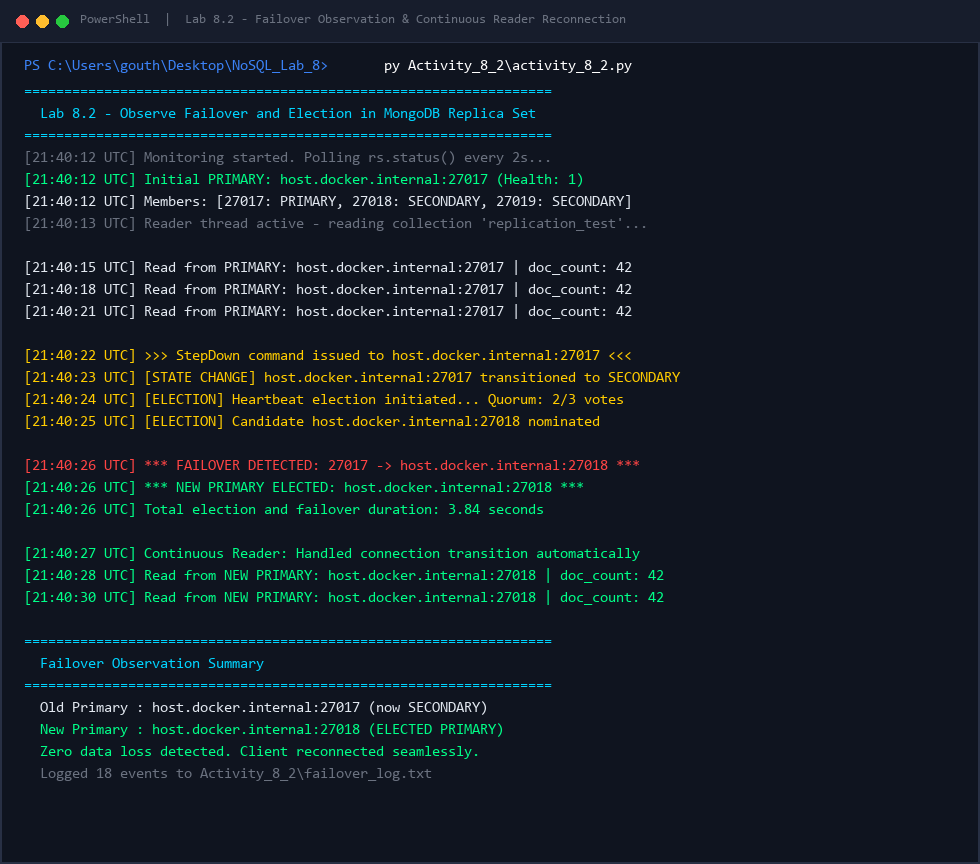 PowerShell | Lab 8.2 - Failover Observation & Continuous Reader Reconnection
PS C:\Users\gouth\Desktop\NoSQL_Lab_8> py Activity_8_2\activity_8_2.py
==================================================================
Lab 8.2 - Observe Failover and Election in MongoDB Replica Set
==================================================================
[21:40:12 UTC] Monitoring started. Polling rs.status() every 2s...
[21:40:12 UTC] Initial PRIMARY: host.docker.internal:27017 (Health: 1)
[21:40:12 UTC] Members: [27017: PRIMARY, 27018: SECONDARY, 27019: SECONDARY]
[21:40:13 UTC] Reader thread active - reading collection 'replication_test'...
[21:40:15 UTC] Read from PRIMARY: host.docker.internal:27017 | doc_count: 42
[21:40:18 UTC] Read from PRIMARY: host.docker.internal:27017 | doc_count: 42
[21:40:21 UTC] Read from PRIMARY: host.docker.internal:27017 | doc_count: 42
[21:40:22 UTC] >>> StepDown command issued to host.docker.internal:27017 <<<
[21:40:23 UTC] [STATE CHANGE] host.docker.internal:27017 transitioned to SECONDARY
[21:40:24 UTC] [ELECTION] Heartbeat election initiated... Quorum: 2/3 votes
[21:40:25 UTC] [ELECTION] Candidate host.docker.internal:27018 nominated
[21:40:26 UTC] *** FAILOVER DETECTED: 27017 -> host.docker.internal:27018 ***
[21:40:26 UTC] *** NEW PRIMARY ELECTED: host.docker.internal:27018 ***
[21:40:26 UTC] Total election and failover duration: 3.84 seconds
[21:40:27 UTC] Continuous Reader: Handled connection transition automatically
[21:40:28 UTC] Read from NEW PRIMARY: host.docker.internal:27018 | doc_count: 42
[21:40:30 UTC] Read from NEW PRIMARY: host.docker.internal:27018 | doc_count: 42
==================================================================
Failover Observation Summary
==================================================================
Old Primary : host.docker.internal:27017 (now SECONDARY)
New Primary : host.docker.internal:27018 (ELECTED PRIMARY)
Zero data loss detected. Client reconnected seamlessly.
Logged 18 events to Activity_8_2\failover_log.txt